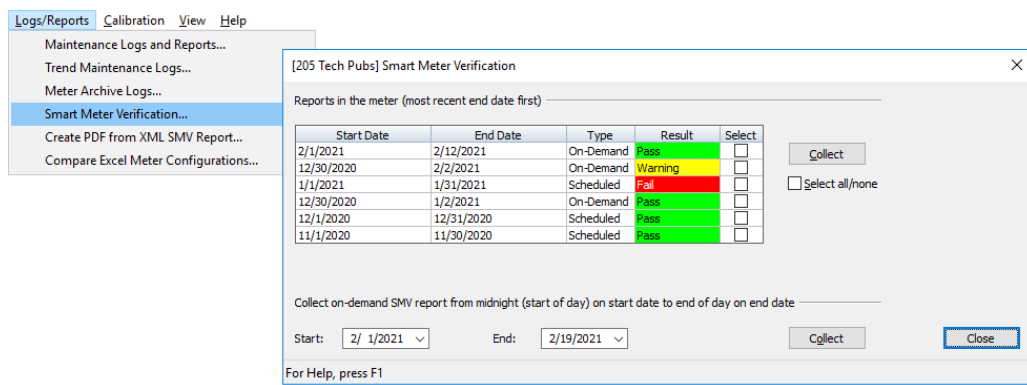 Logs/Reports Calibration View Help
Maintenance Logs and Reports...
Trend Maintenance Logs...
Meter Archive Logs...
Smart Meter Verification...
Create PDF from XML SMV Report...
Compare Excel Meter Configurations...
[205 Tech Pubs] Smart Meter Verification
Reports in the meter (most recent end date first)
Start Date End Date Type Result Select
2/1/2021 2/12/2021 On-Demand Pass
12/30/2020 2/2/2021 On-Demand Warning
1/1/2021 1/31/2021 Scheduled Fail
12/30/2020 1/2/2021 On-Demand Pass
12/1/2020 12/31/2020 Scheduled Pass
11/1/2020 11/30/2020 Scheduled Pass
Collect
Select all/none
Collect on-demand SMV report from midnight (start of day) on start date to end of day on end date
Start: 2/ 1/2021 End: 2/19/2021 Collect Close
For Help, press F1